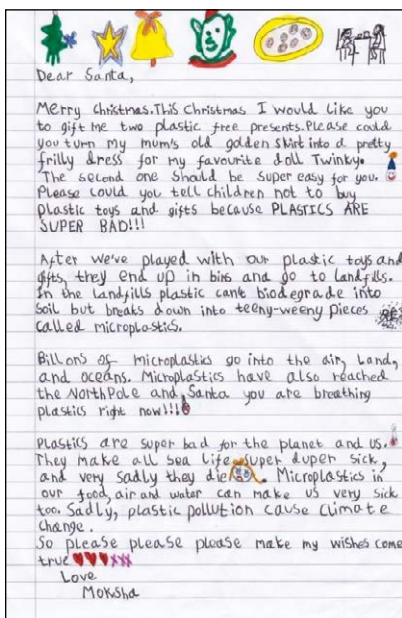 Dear Santa,
Merry Christmas. This Christmas I would like you
to gift me two plastic free presents. Please could
you turn my mum's old golden skirt into a pretty
frilly dress for my favourite doll Twinky.
The second one should be super easy for you.
Please could you tell children not to buy
plastic toys and gifts because PLASTICS ARE
SUPER BAD!!!
After we've played with our plastic toys and
gifts, they end up in bins and go to landfills.
In the landfills plastic can't biodegrade into
soil but breaks down into teeny-weeny pieces
called microplastics.
Billons of microplastics go into the air, land,
and oceans. Microplastics have also reached
the North Pole and, Santa you are breathing
plastics right now!!!
Plastics are super bad for the planet and us.
They make all sea life super duper sick,
and very sadly they die. Microplastics in
our food, air and water can make us very sick
too. Sadly, plastic pollution cause climate
change.
So please please please make my wishes come
true xxx
Love
Moksha